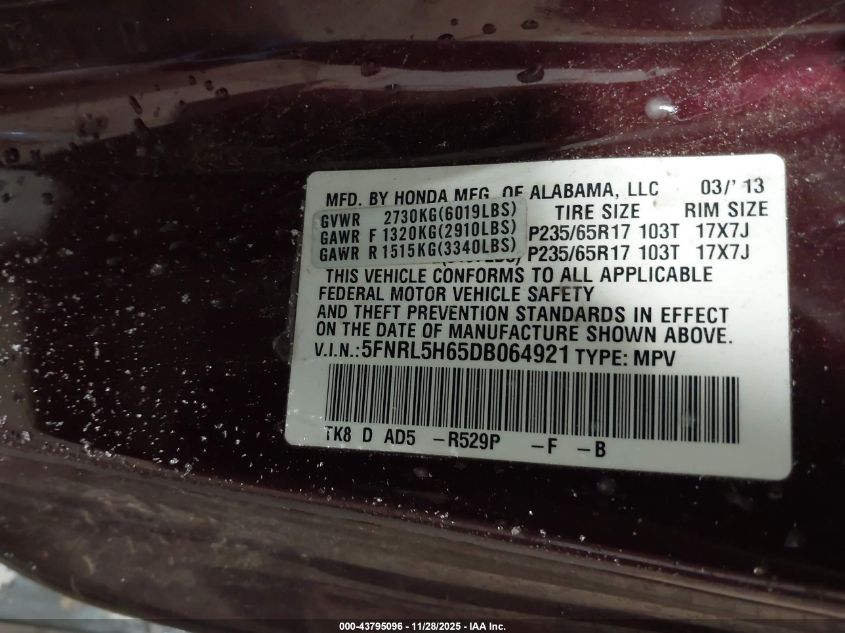 MFD. BY HONDA MFG. OF ALABAMA, LLC 03/'13
GVWR 2730KG(6019LBS) TIRE SIZE RIM SIZE
GAWR F 1320KG(2910LBS) P235/65R17 103T 17X7J
GAWR R 1515KG(3340LBS) P235/65R17 103T 17X7J
THIS VEHICLE CONFORMS TO ALL APPLICABLE
FEDERAL MOTOR VEHICLE SAFETY
AND THEFT PREVENTION STANDARDS IN EFFECT
ON THE DATE OF MANUFACTURE SHOWN ABOVE.
V.I.N.:5FNRL5H65DB064921 TYPE: MPV
TK8 D AD5 -R529P -F -B
000-43795096 - 11/28/2025 - IAA Inc.